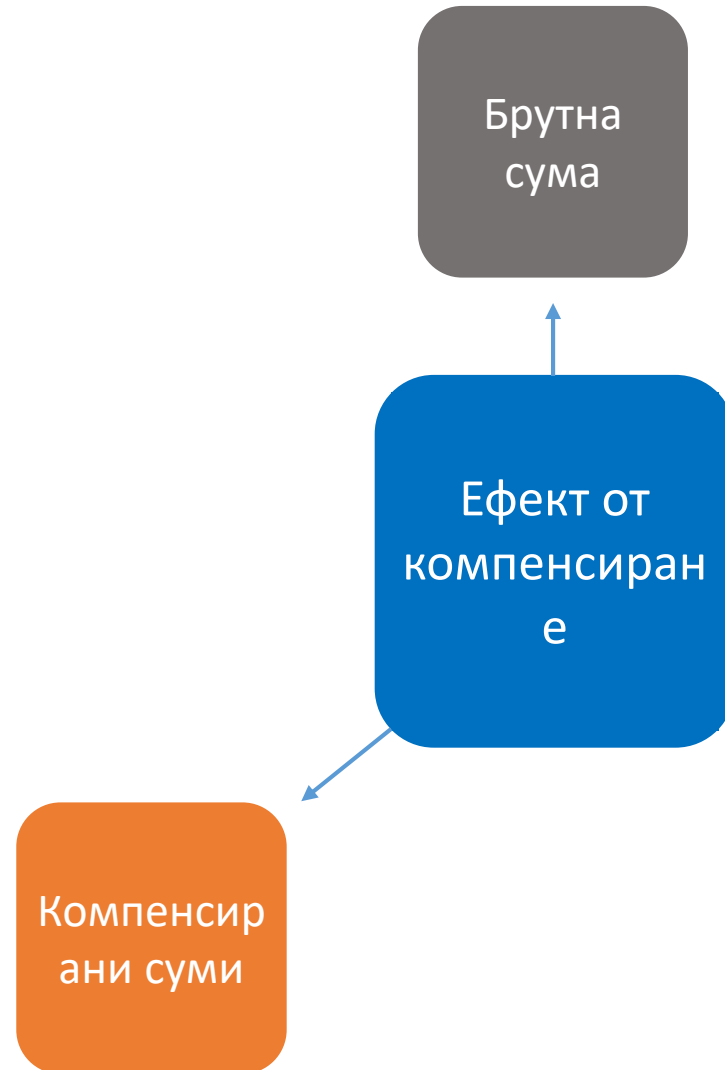 Брутна
сума
Ефект от
компенсиран
е
Компенсир
ани суми